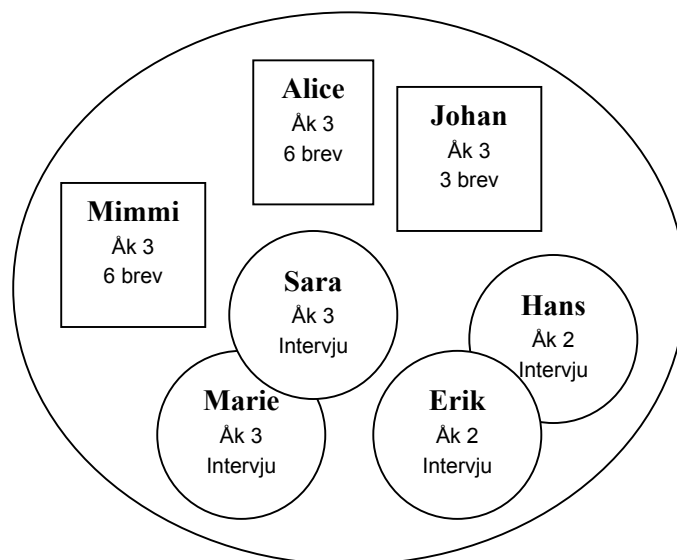 Alice
Åk 3
6 brev
Johan
Åk 3
3 brev
Mimmi
Åk 3
6 brev
Sara
Åk 3
Intervju
Hans
Åk 2
Intervju
Marie
Åk 3
Intervju
Erik
Åk 2
Intervju